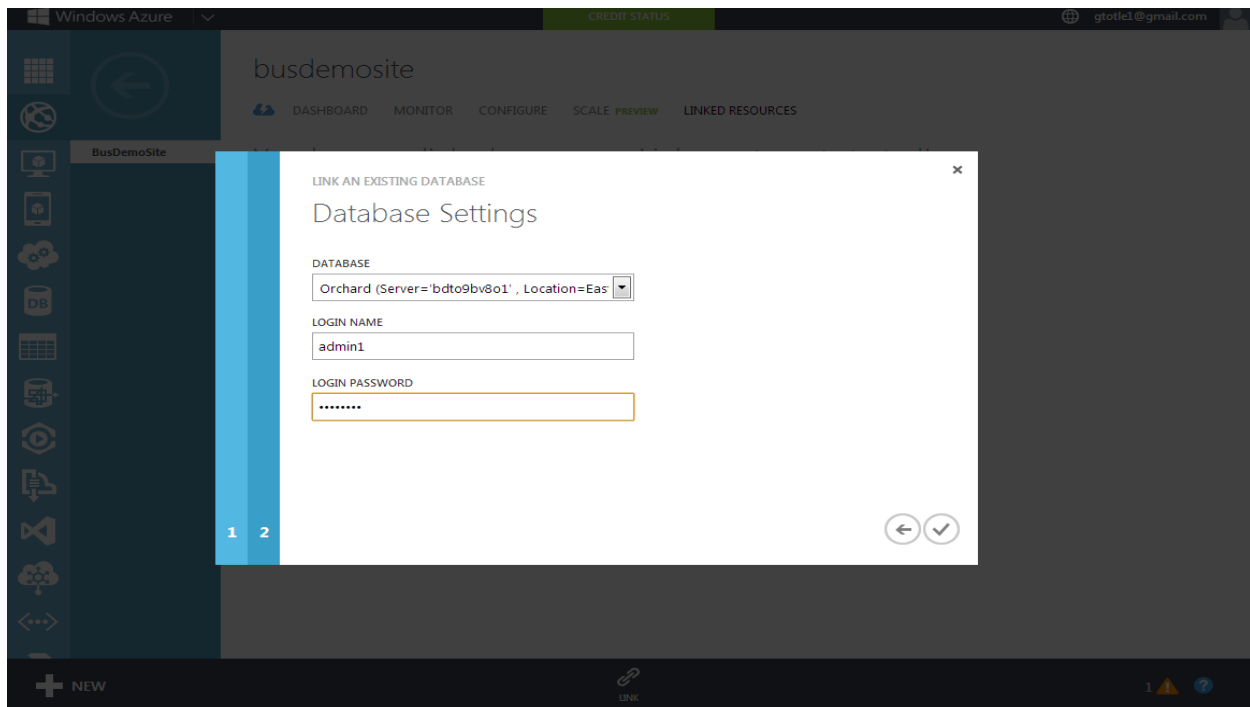 Windows Azure
CREDIT STATUS
gtotle1@gmail.com
busdemosite
DASHBOARD MONITOR CONFIGURE SCALE PREVIEW LINKED RESOURCES
BusDemoSite
LINK AN EXISTING DATABASE
Database Settings
DATABASE
Orchard (Server='bdto9bv8o1' , Location=Eas
LOGIN NAME
admin1
LOGIN PASSWORD
••••••••
1 2
DB
NEW
LINK
1
?